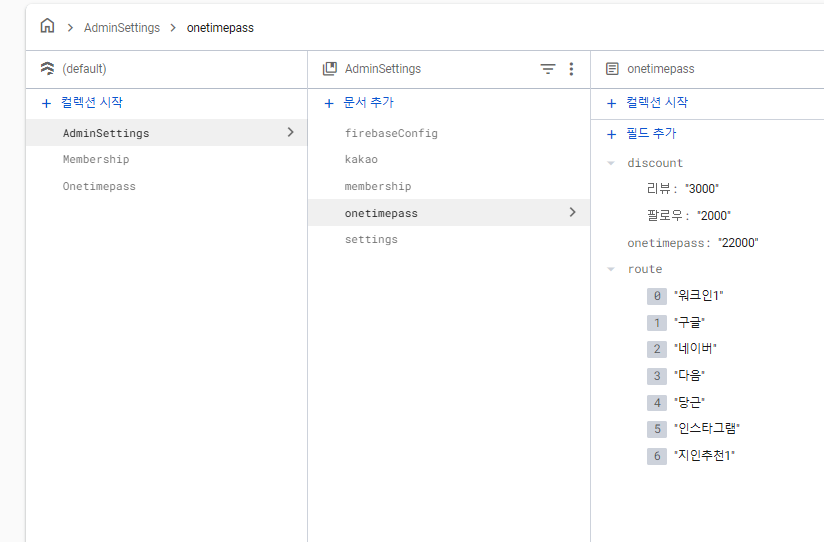 AdminSettings > onetimepass
(default)
컬렉션 시작
AdminSettings
Membership
Onetimepass
AdminSettings
문서 추가
firebaseConfig
kakao
membership
onetimepass
settings
onetimepass
컬렉션 시작
필드 추가
discount
리뷰: "3000"
팔로우: "2000"
onetimepass: "22000"
route
0 "워크인1"
1 "구글"
2 "네이버"
3 "다음"
4 "당근"
5 "인스타그램"
6 "지인추천1"